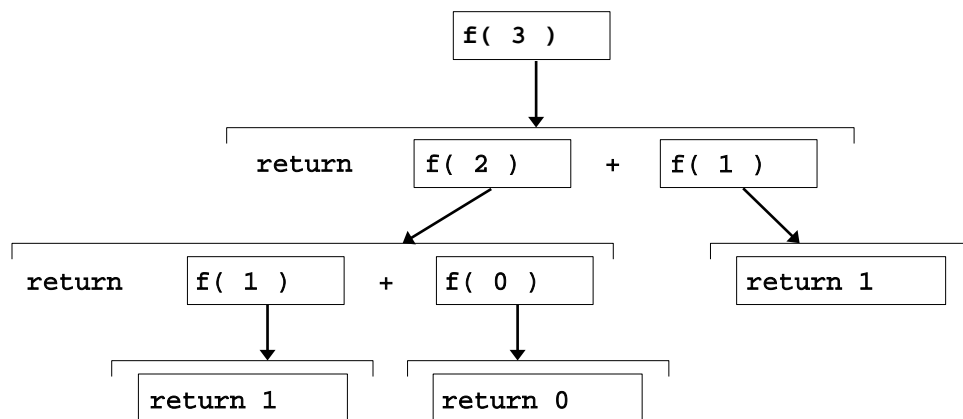 f( 3 )
return f( 2 ) + f( 1 )
return f( 1 ) + f( 0 ) return 1
return 1 return 0